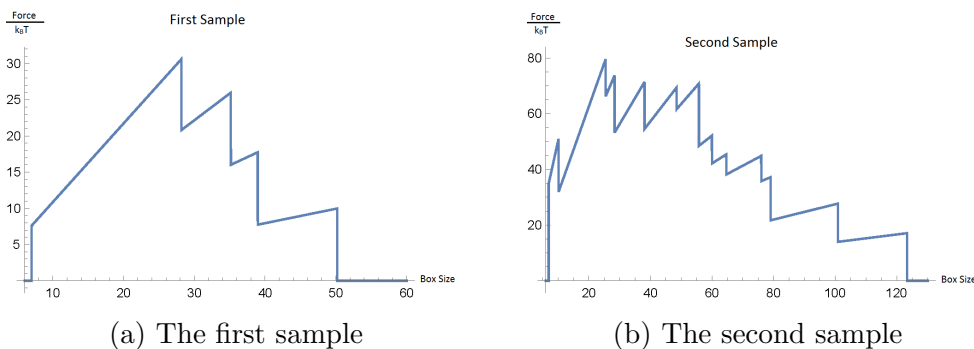 Force
k_BT
First Sample
30
25
20
15
10
5
10 20 30 40 50 60
Box Size
(a) The first sample
Force
k_BT
Second Sample
80
60
40
20
20 40 60 80 100 120
Box Size
(b) The second sample